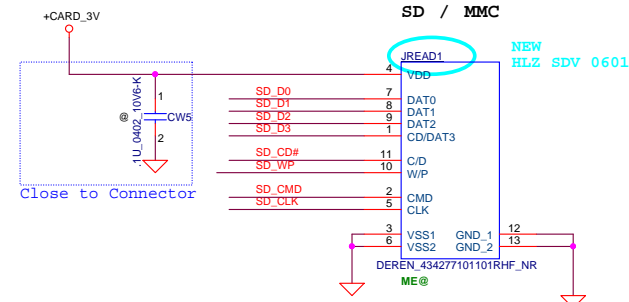 SD / MMC
+CARD_3V
JREAD1
NEW
HLZ SDV 0601
4 VDD
SD_D0 7 DAT0
SD_D1 8 DAT1
SD_D2 9 DAT2
SD_D3 1 CD/DAT3
SD_CD# 11 C/D
SD_WP 10 W/P
SD_CMD 2 CMD
SD_CLK 5 CLK
3 VSS1 GND_1 12
6 VSS2 GND_2 13
DEREN_434277101101RHF_NR
ME@
1
@ CW5
2
.1U_0402_10V6-K
Close to Connector